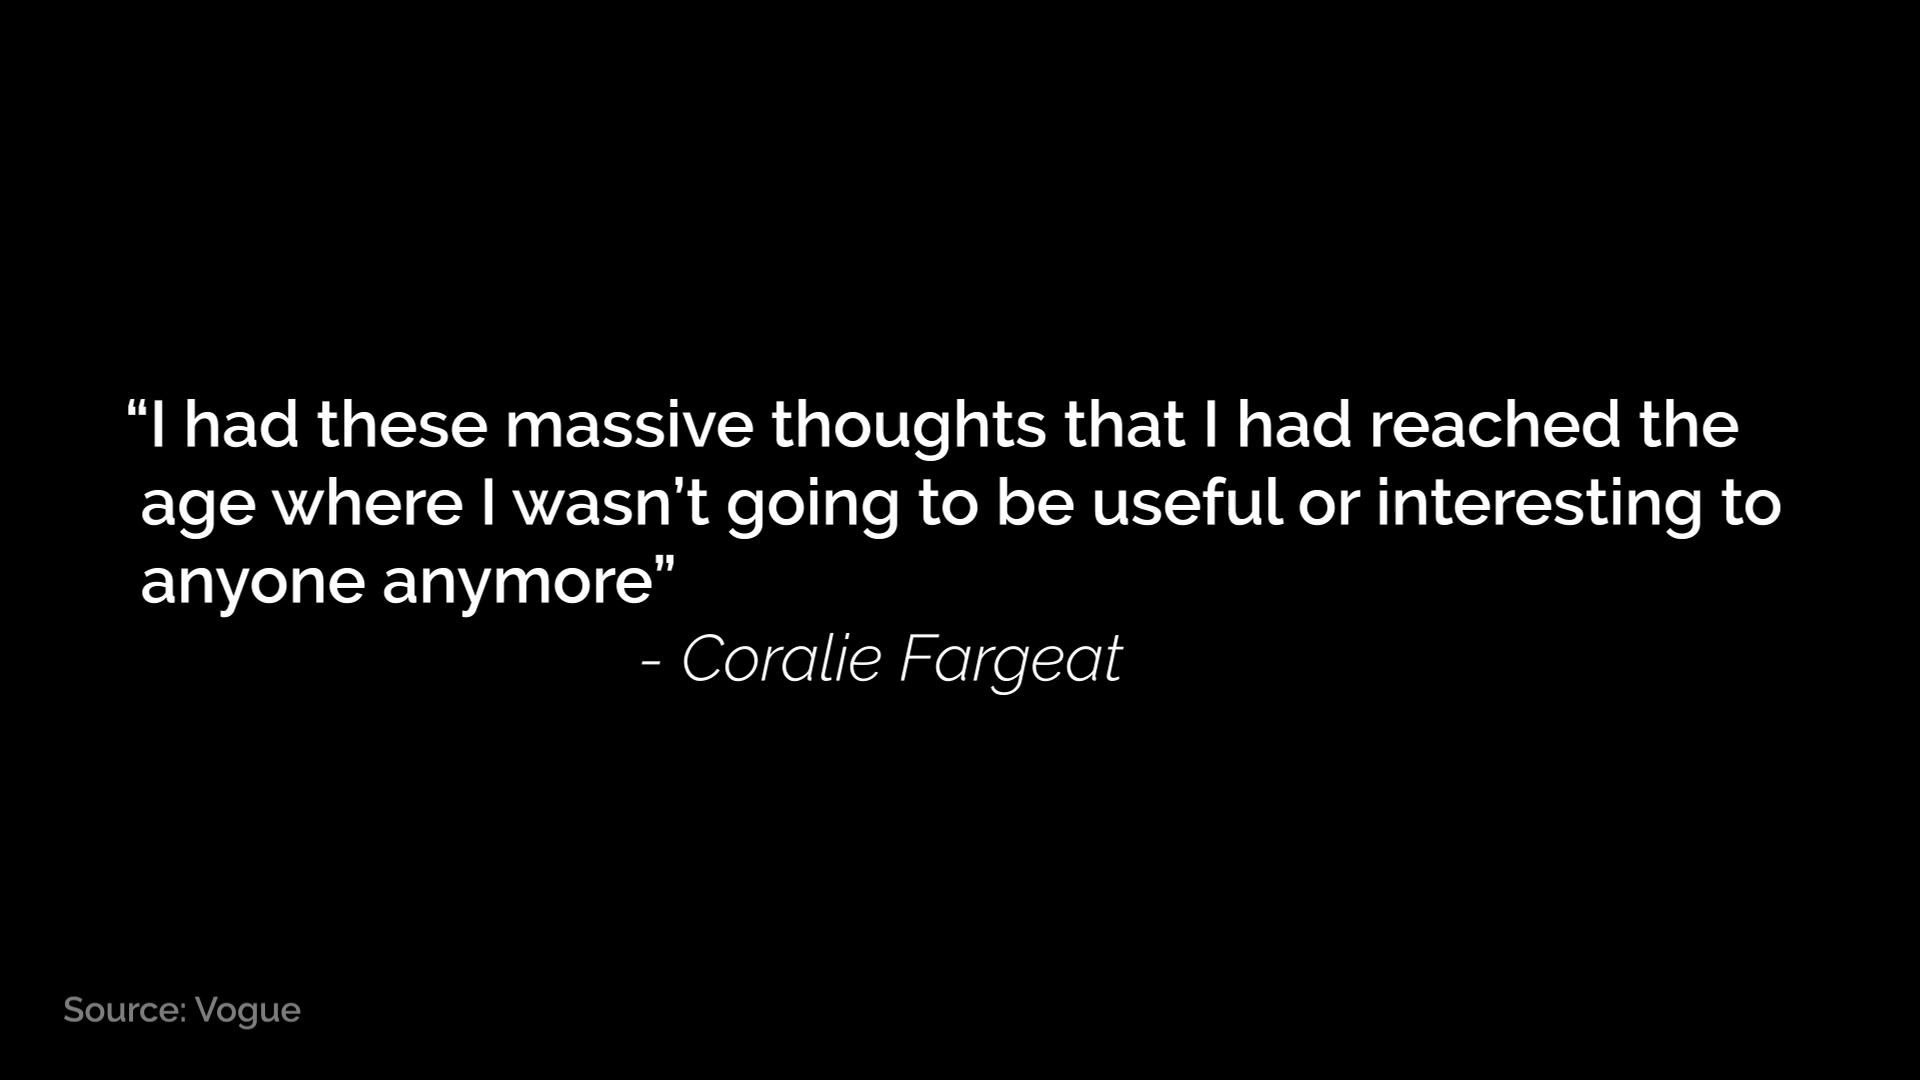 “I had these massive thoughts that I had reached the
age where I wasn’t going to be useful or interesting to
anyone anymore”
- Coralie Fargeat
Source: Vogue